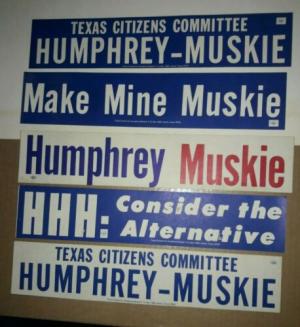 TEXAS CITIZENS COMMITTEE
HUMPHREY-MUSKIE
Make Mine Muskie
Humphrey Muskie
HHH: Consider the
Alternative
TEXAS CITIZENS COMMITTEE
HUMPHREY-MUSKIE